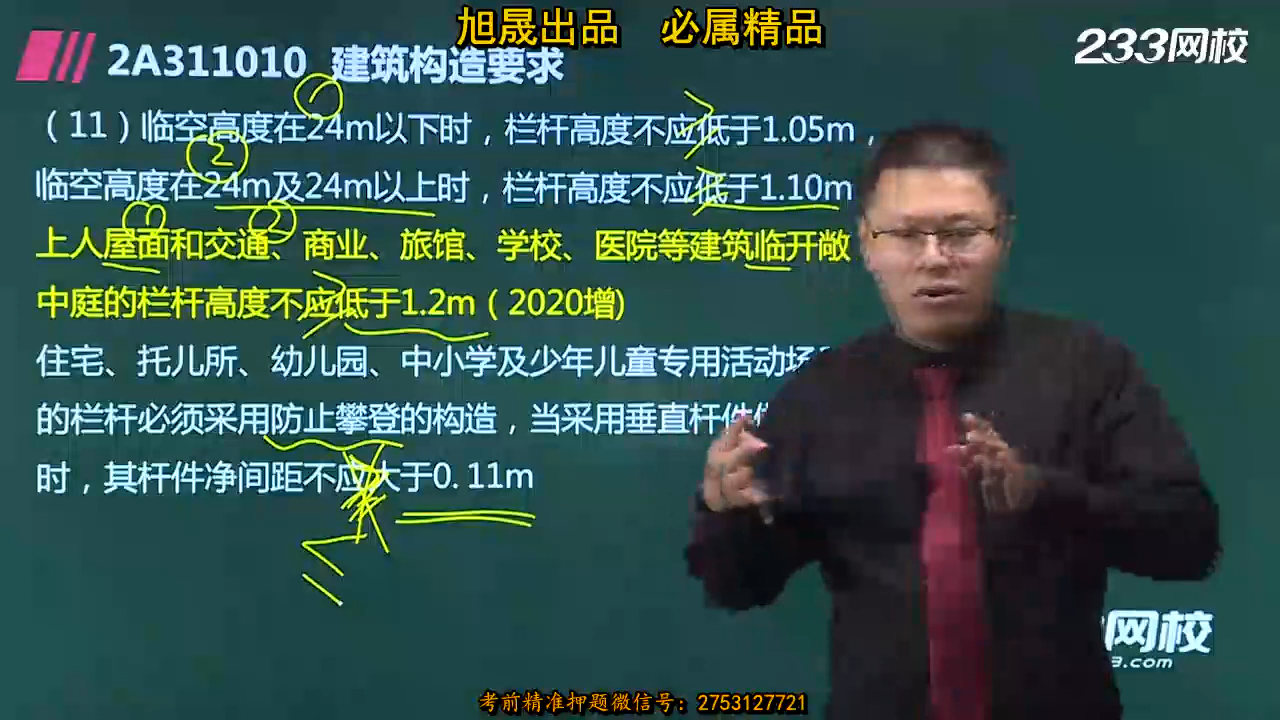 旭晟出品 必属精品
2A311010 建筑构造要求
233网校
（11）临空高度在24m以下时，栏杆高度不应低于1.05m，
临空高度在24m及24m以上时，栏杆高度不应低于1.10m
上人屋面和交通、商业、旅馆、学校、医院等建筑临开敞
中庭的栏杆高度不应低于1.2m（2020增)
住宅、托儿所、幼儿园、中小学及少年儿童专用活动场
的栏杆必须采用防止攀登的构造，当采用垂直杆件
时，其杆件净间距不应大于0.11m
① ② ① ②
网校
3.com
考前精准押题微信号：2753127721